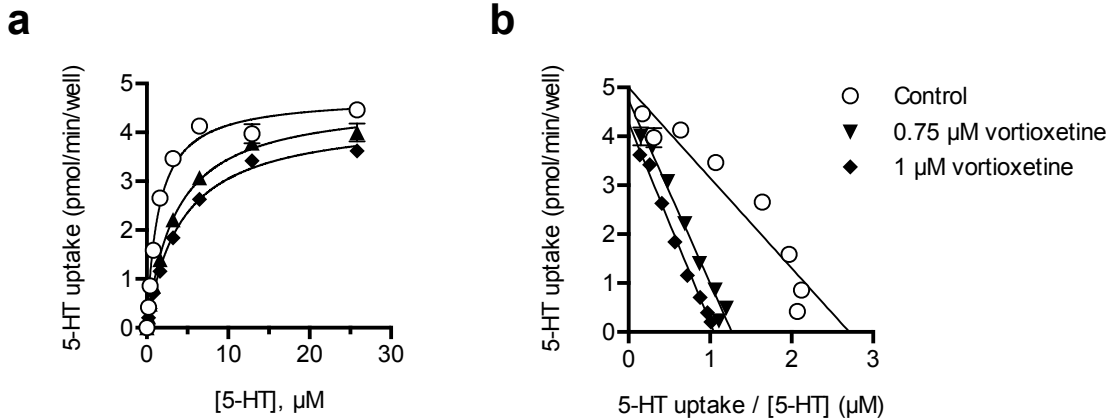 a
5-HT uptake (pmol/min/well)
5
4
3
2
1
0
0 10 20 30
[5-HT], µM
b
5-HT uptake (pmol/min/well)
5
4
3
2
1
0
0 1 2 3
5-HT uptake / [5-HT] (µM)
Control
0.75 µM vortioxetine
1 µM vortioxetine